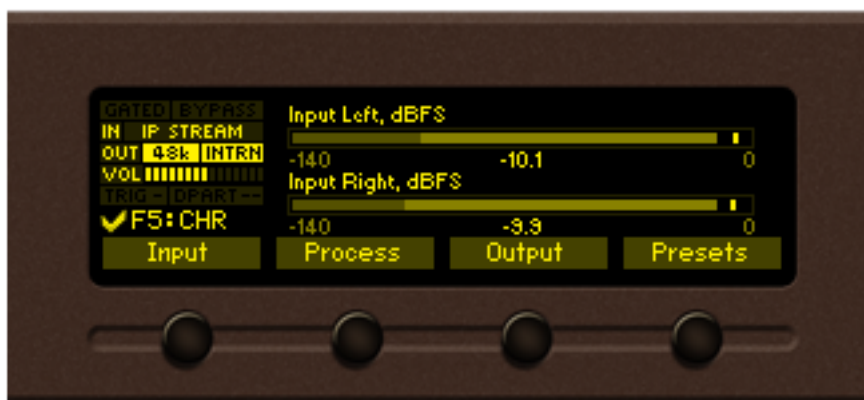 GATED BYPASS
IN IP STREAM
OUT 48k INTRN
VOL
TRIG - DPART --
F5: CHR
Input Left, dBFS
-140 -10.1 0
Input Right, dBFS
-140 -9.9 0
Input Process Output Presets